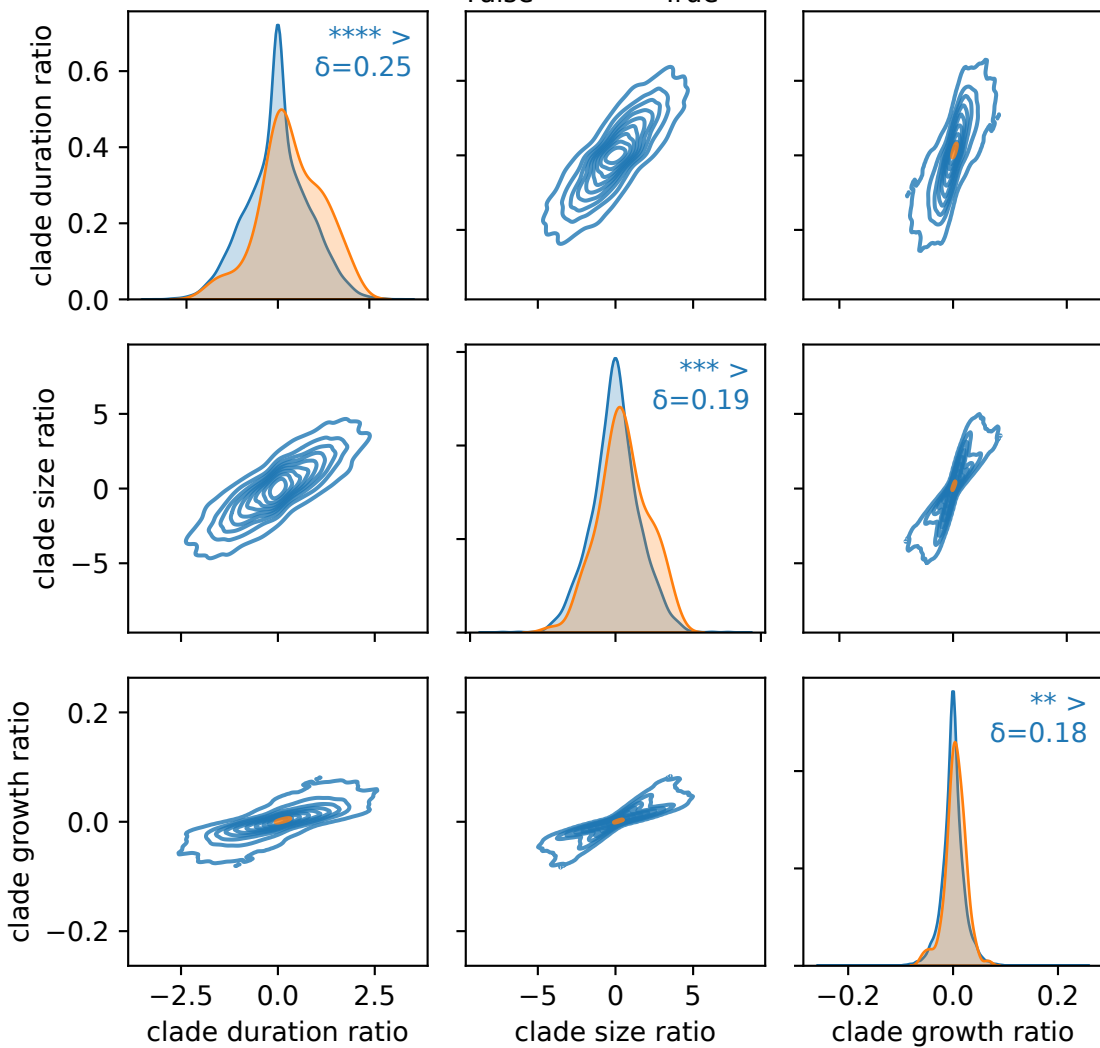 **** >
δ=0.25
clade duration ratio
0.6
0.4
0.2
0.0
*** >
δ=0.19
clade size ratio
5
0
−5
** >
δ=0.18
clade growth ratio
0.2
0.0
−0.2
−2.5 0.0 2.5 −5 0 5 −0.2 0.0 0.2
clade duration ratio clade size ratio clade growth ratio